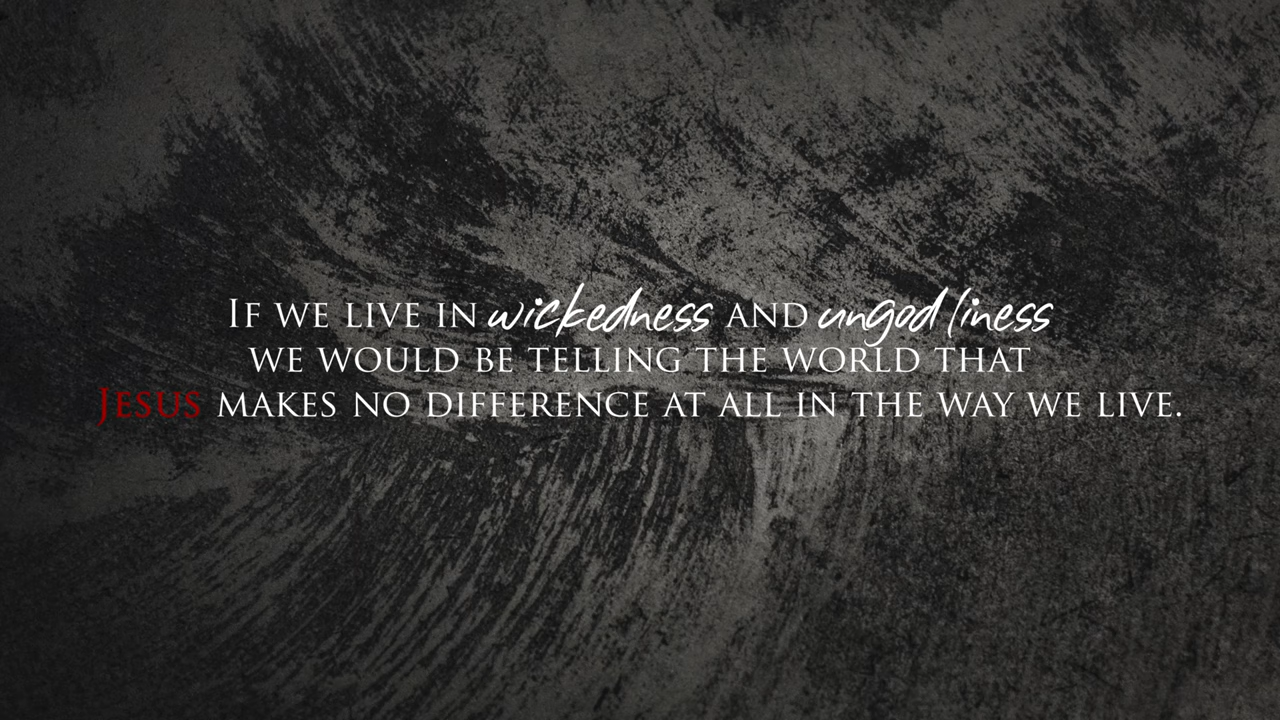 If we live in wickedness and ungodliness
we would be telling the world that
Jesus makes no difference at all in the way we live.